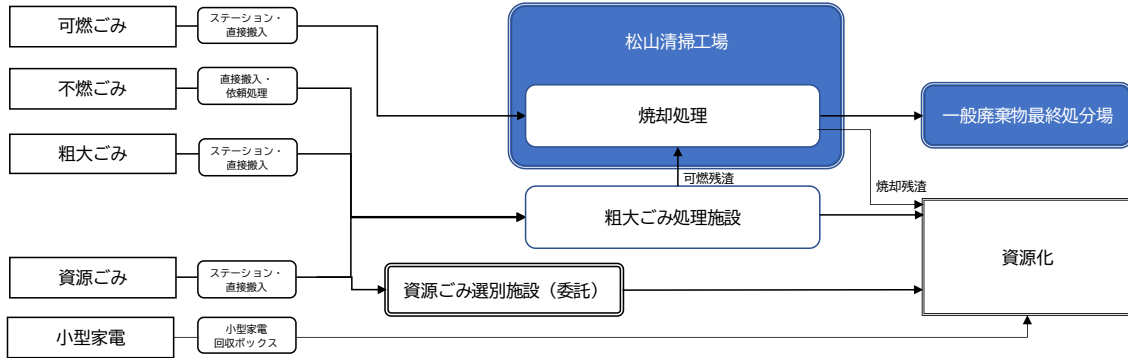 可燃ごみ
ステーション・
直接搬入
松山清掃工場
不燃ごみ
直接搬入・
依頼処理
焼却処理
一般廃棄物最終処分場
粗大ごみ
ステーション・
直接搬入
可燃残渣
焼却残渣
粗大ごみ処理施設
資源化
資源ごみ
ステーション・
直接搬入
資源ごみ選別施設（委託）
小型家電
小型家電
回収ボックス